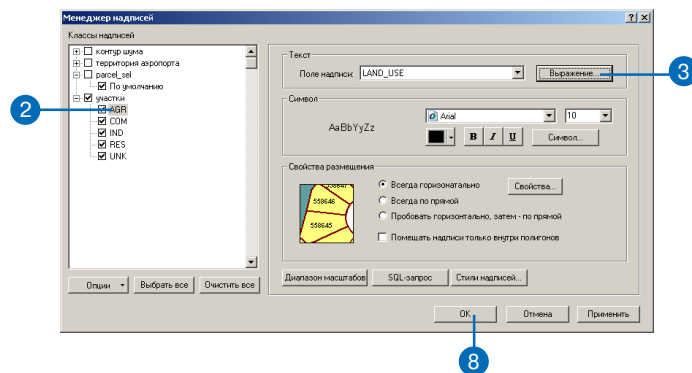 Менеджер надписей
? X
Классы надписей
контур шума
территория аэропорта
parcel_sel
По умолчанию
участки
AGR
COM
IND
RES
UNK
Опции
Выбрать все
Очистить все
Текст
Поле надписи: LAND_USE
Выражение...
Символ
AaBbYyZz
Arial
10
B I U
Символ...
Свойства размещения
558647
558646
558645
Всегда горизонатально
Всегда по прямой
Пробовать горизонтально, затем - по прямой
Помещать надписи только внутри полигонов
Свойства...
Диапазон масштабов
SQL-запрос
Стили надписей...
OK
Отмена
Применить
2
3
8